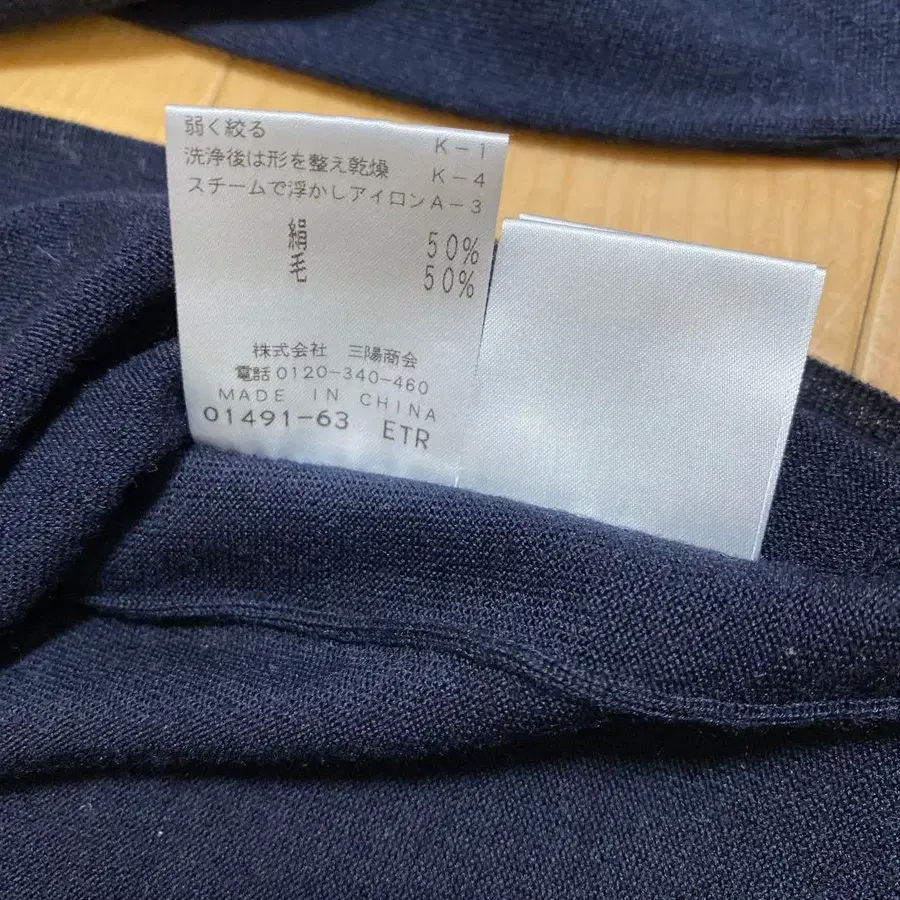 弱く絞る K-1
洗浄後は形を整え乾燥 K-4
スチームで浮かしアイロン A-3
絹 50%
毛 50%
株式会社 三陽商会
電話 0120-340-460
MADE IN CHINA
01491-63 ETR